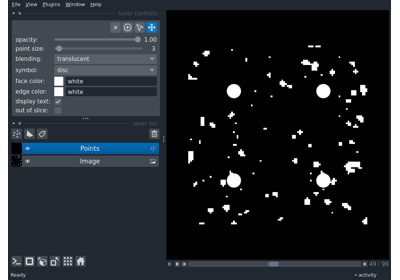 File View Plugins Window Help
layer controls
opacity: 1.00
point size: 3
blending: translucent
symbol: disc
face color: white
edge color: white
display text: ✓
out of slice:
layer list
Points
Image
49 99
Ready
activity